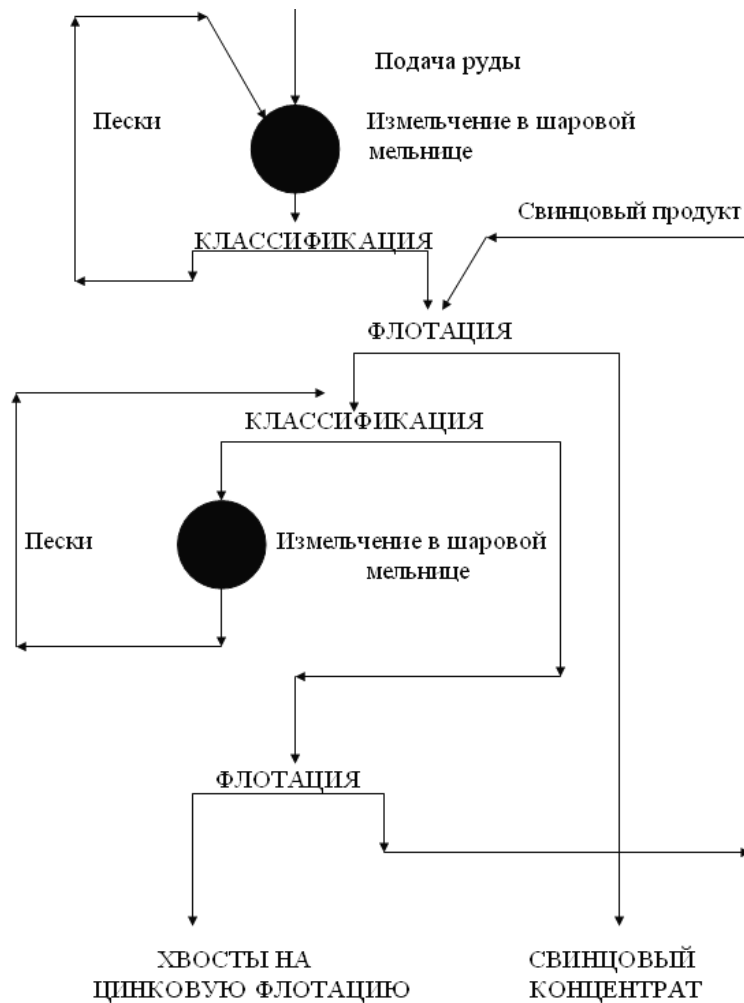 Подача руды
Пески
Измельчение в шаровой
мельнице
Свинцовый продукт
КЛАССИФИКАЦИЯ
ФЛОТАЦИЯ
КЛАССИФИКАЦИЯ
Пески
Измельчение в шаровой
мельнице
ФЛОТАЦИЯ
ХВОСТЫ НА
ЦИНКОВУЮ ФЛОТАЦИЮ
СВИНЦОВЫЙ
КОНЦЕНТРАТ